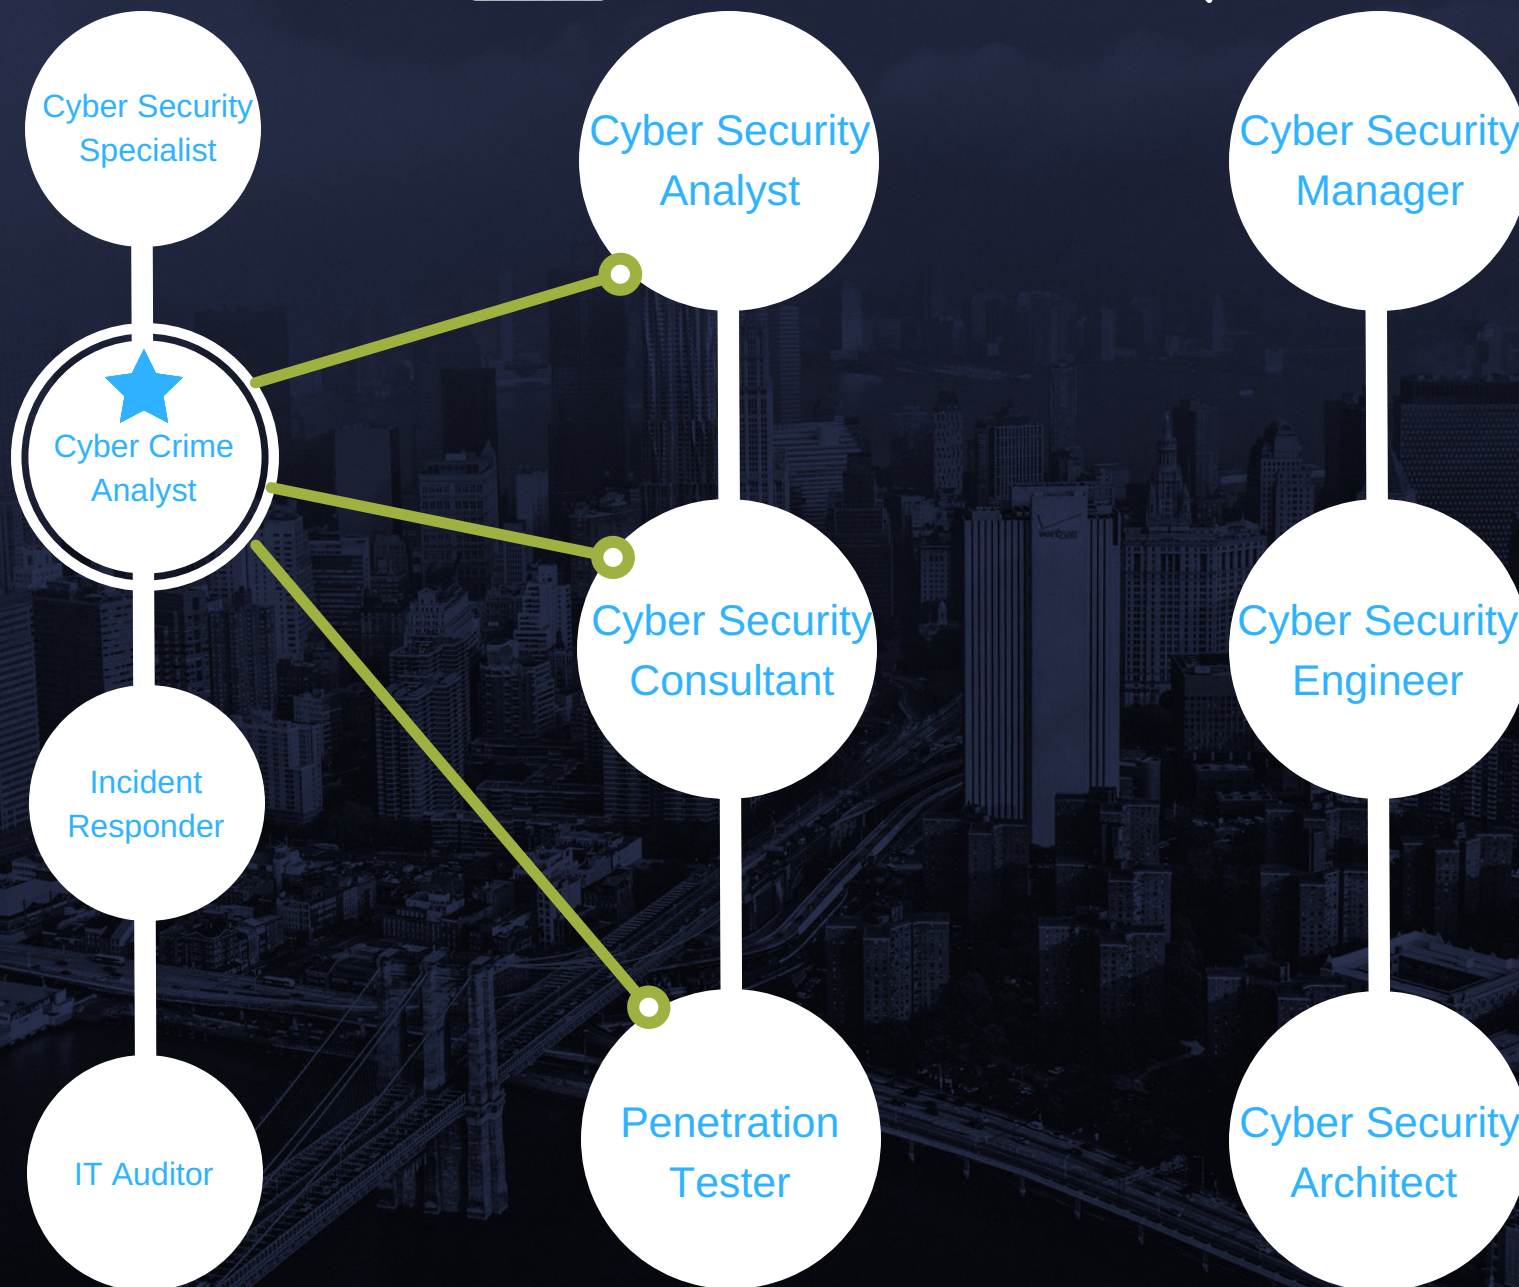 Cyber Security
Specialist
Cyber Crime
Analyst
Incident
Responder
IT Auditor
Cyber Security
Analyst
Cyber Security
Consultant
Penetration
Tester
Cyber Security
Manager
Cyber Security
Engineer
Cyber Security
Architect
verizon